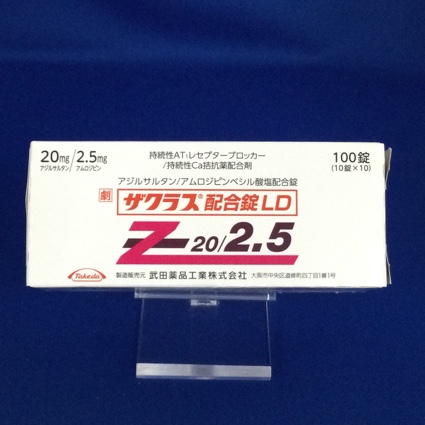 20mg/2.5mg
アジルサルタン/アムロジピン
持続性AT₁レセプターブロッカー
/持続性Ca拮抗薬配合剤
100錠
(10錠×10)
アジルサルタン/アムロジピンベシル酸塩配合錠
劇 ザクラス®配合錠LD
Z 20/2.5
Takeda
製造販売元 武田薬品工業株式会社 大阪市中央区道修町四丁目1番1号